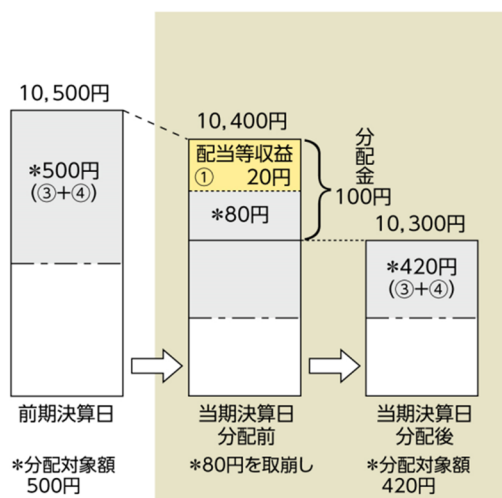 10,500円
*500円
(③+④)
前期決算日
*分配対象額
500円
10,400円
配当等収益
① 20円
*80円
分配金
100円
当期決算日
分配前
*80円を取崩し
10,300円
*420円
(③+④)
当期決算日
分配後
*分配対象額
420円